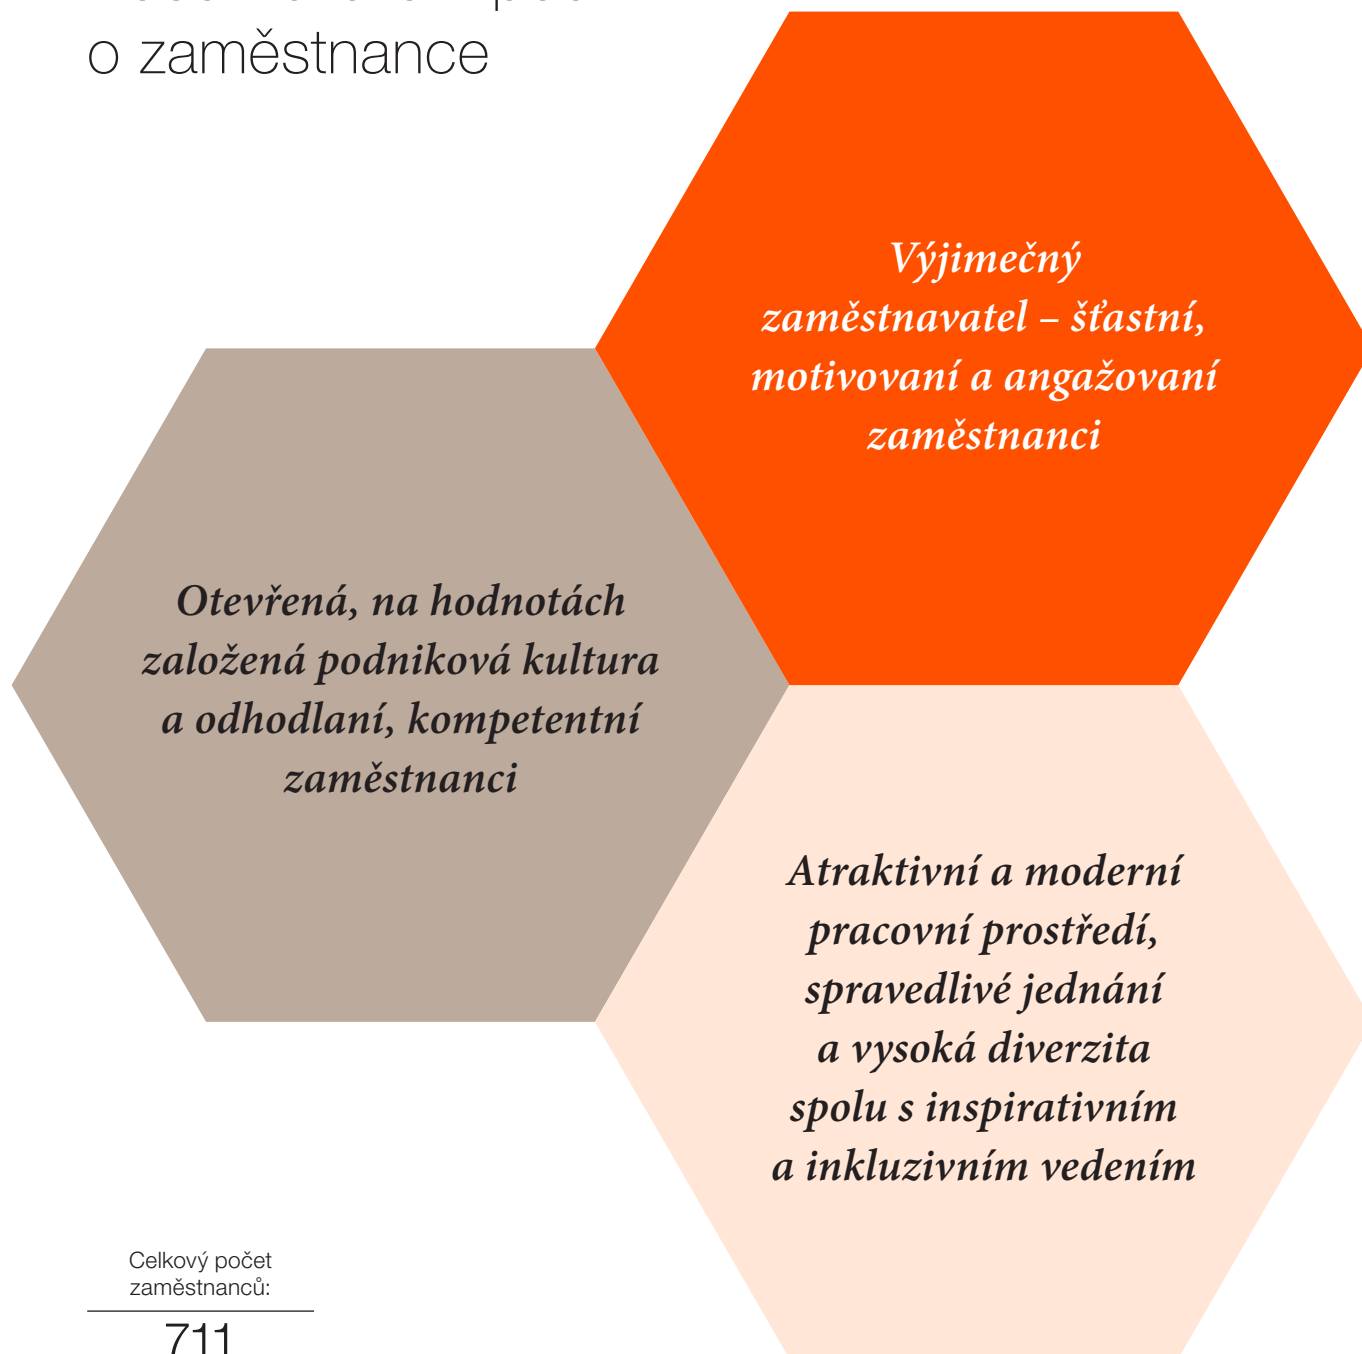 o zaměstnance
Výjimečný
zaměstnavatel – šťastní,
motivovaní a angažovaní
zaměstnanci
Otevřená, na hodnotách
založená podniková kultura
a odhodlaní, kompetentní
zaměstnanci
Atraktivní a moderní
pracovní prostředí,
spravedlivé jednání
a vysoká diverzita
spolu s inspirativním
a inkluzivním vedením
Celkový počet
zaměstnanců:
711